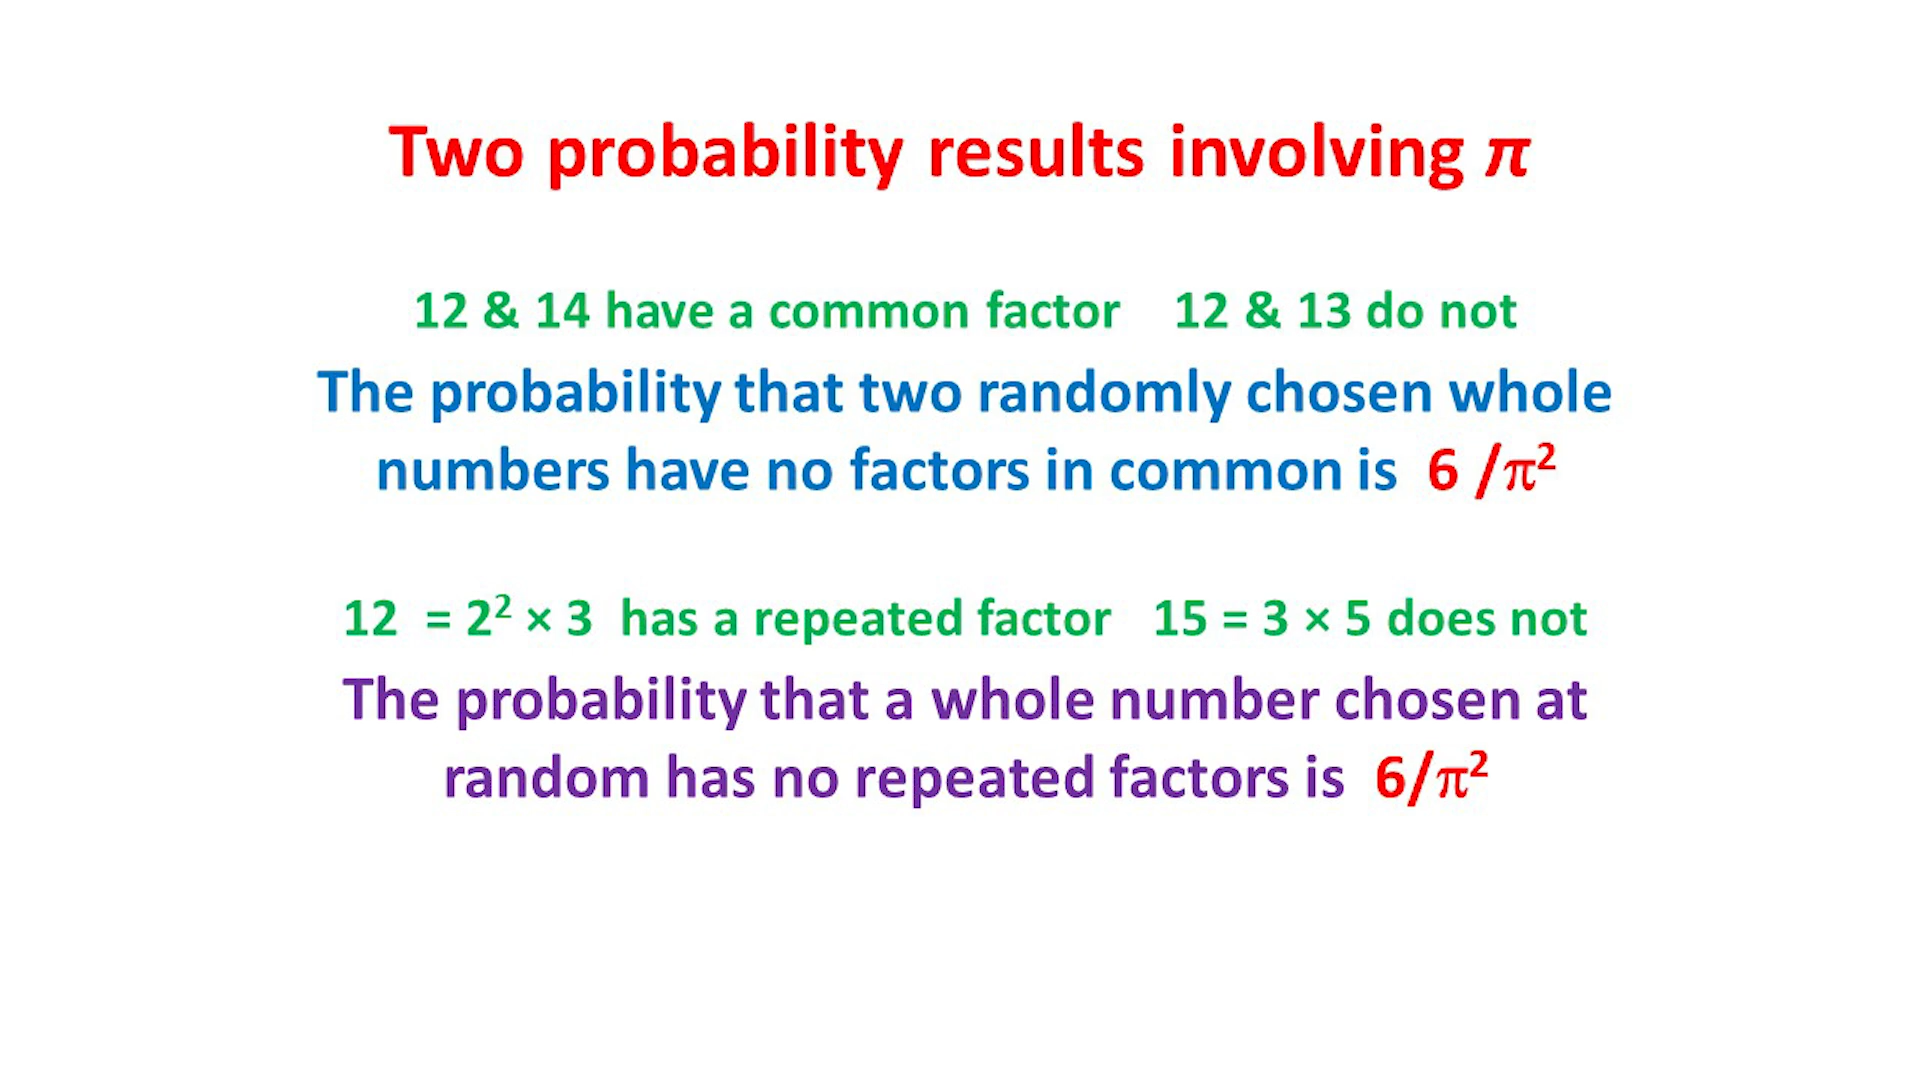 Two probability results involving π
12 & 14 have a common factor 12 & 13 do not
The probability that two randomly chosen whole
numbers have no factors in common is 6 /π²
12 = 2² × 3 has a repeated factor 15 = 3 × 5 does not
The probability that a whole number chosen at
random has no repeated factors is 6/π²